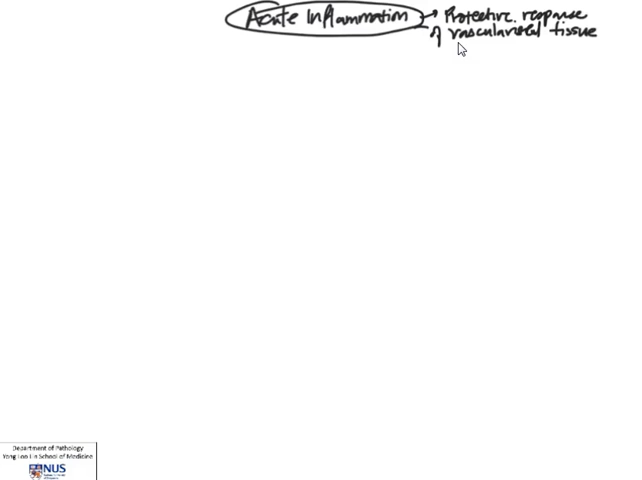 Acute Inflammation → Protective response
of vascularised tissue
Department of Pathology
Yong Loo Lin School of Medicine
NUS